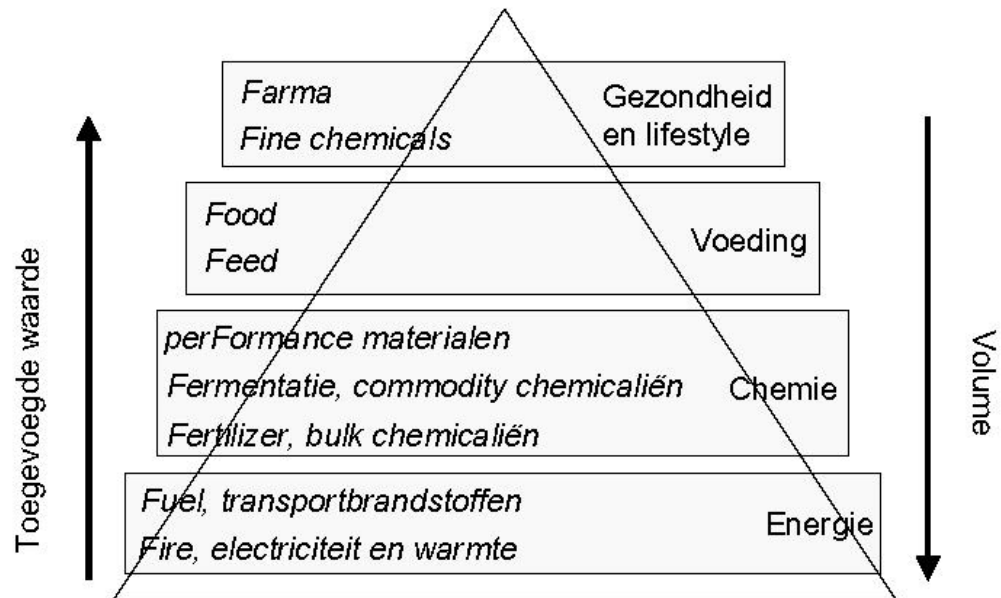 Farma
Fine chemicals
Gezondheid
en lifestyle
Food
Feed
Voeding
perFormance materialen
Fermentatie, commodity chemicaliën
Fertilizer, bulk chemicaliën
Chemie
Fuel, transportbrandstoffen
Fire, electriciteit en warmte
Energie
Toegevoegde waarde
Volume